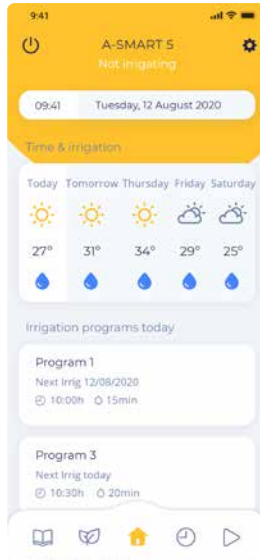 9:41
A-SMART S
Not irrigating
09:41 Tuesday, 12 August 2020
Time & irrigation
Today Tomorrow Thursday Friday Saturday
27° 31° 34° 29° 25°
Irrigation programs today
Program 1
Next Irrig 12/08/2020
10:00h 15min
Program 3
Next Irrig today
10:30h 20min